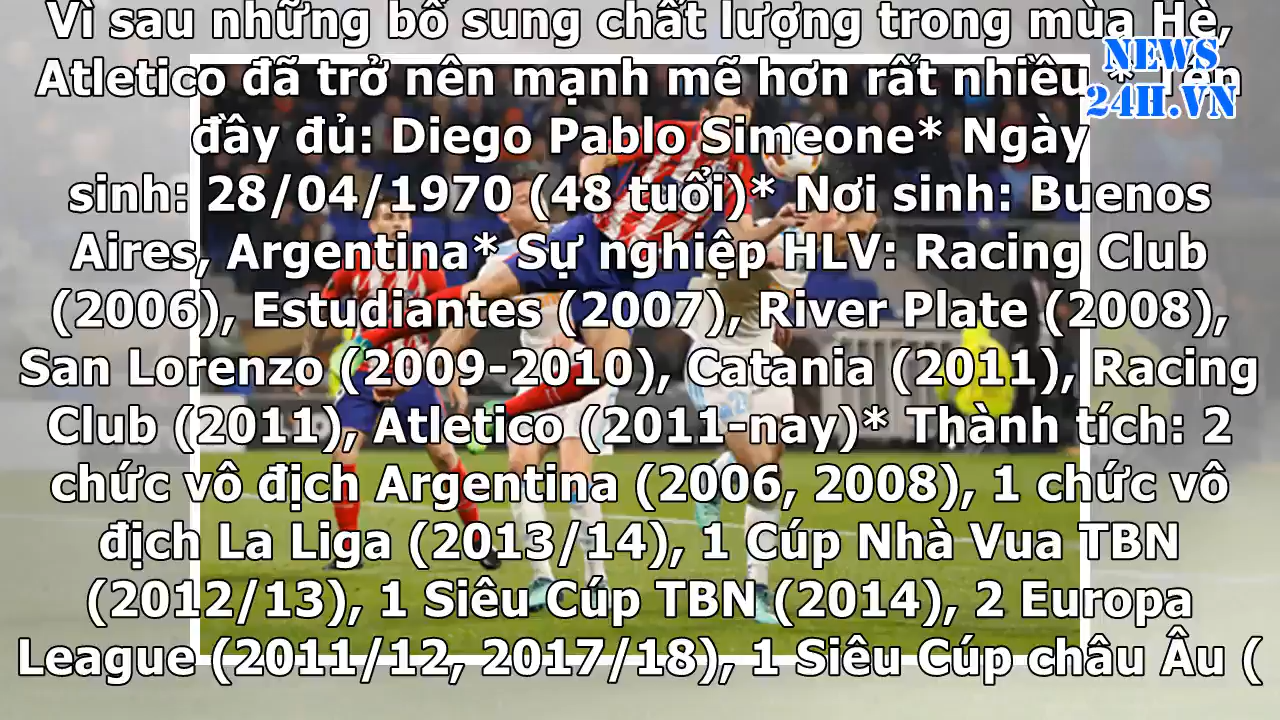 Vì sau những bổ sung chất lượng trong mùa Hè,
Atletico đã trở nên mạnh mẽ hơn rất nhiều.* Tên
đầy đủ: Diego Pablo Simeone* Ngày
sinh: 28/04/1970 (48 tuổi)* Nơi sinh: Buenos
Aires, Argentina* Sự nghiệp HLV: Racing Club
(2006), Estudiantes (2007), River Plate (2008),
San Lorenzo (2009-2010), Catania (2011), Racing
Club (2011), Atletico (2011-nay)* Thành tích: 2
chức vô địch Argentina (2006, 2008), 1 chức vô
địch La Liga (2013/14), 1 Cúp Nhà Vua TBN
(2012/13), 1 Siêu Cúp TBN (2014), 2 Europa
League (2011/12, 2017/18), 1 Siêu Cúp châu Âu (
NEWS
24H.VN